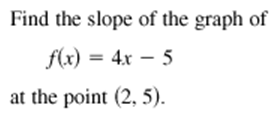 Find the slope of the graph of
f(x) = 4x − 5
at the point (2, 5).